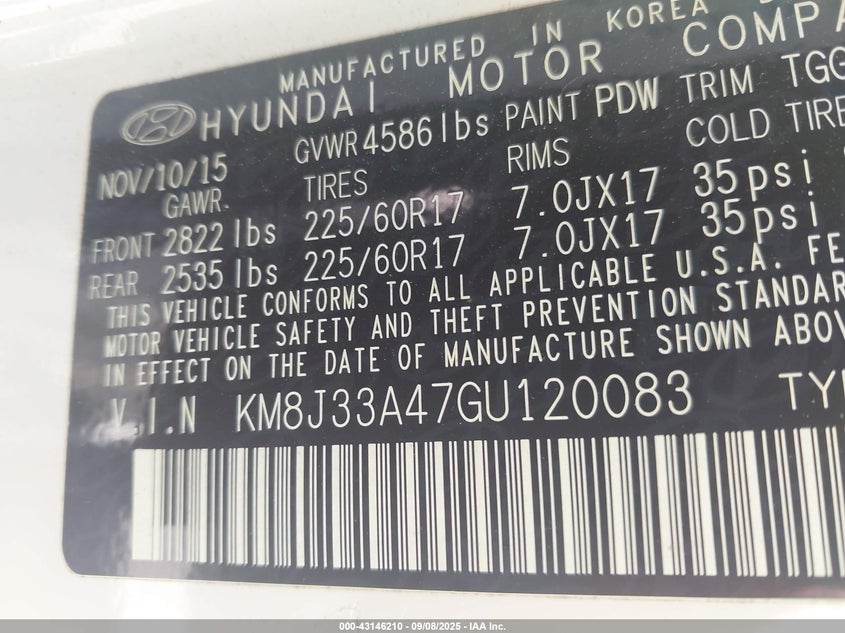 MANUFACTURED IN KOREA
HYUNDAI MOTOR COMPA
NOV/10/15 GVWR 4586 lbs PAINT PDW TRIM TGG
GAWR. TIRES RIMS COLD TIRE
FRONT 2822 lbs 225/60R17 7.0JX17 35psi
REAR 2535 lbs 225/60R17 7.0JX17 35psi
THIS VEHICLE CONFORMS TO ALL APPLICABLE U.S.A. FE
MOTOR VEHICLE SAFETY AND THEFT PREVENTION STANDAR
IN EFFECT ON THE DATE OF MANUFACTURE SHOWN ABOV
V.I.N KM8J33A47GU120083 TYP
000-43146210 - 09/08/2025 - IAA Inc.